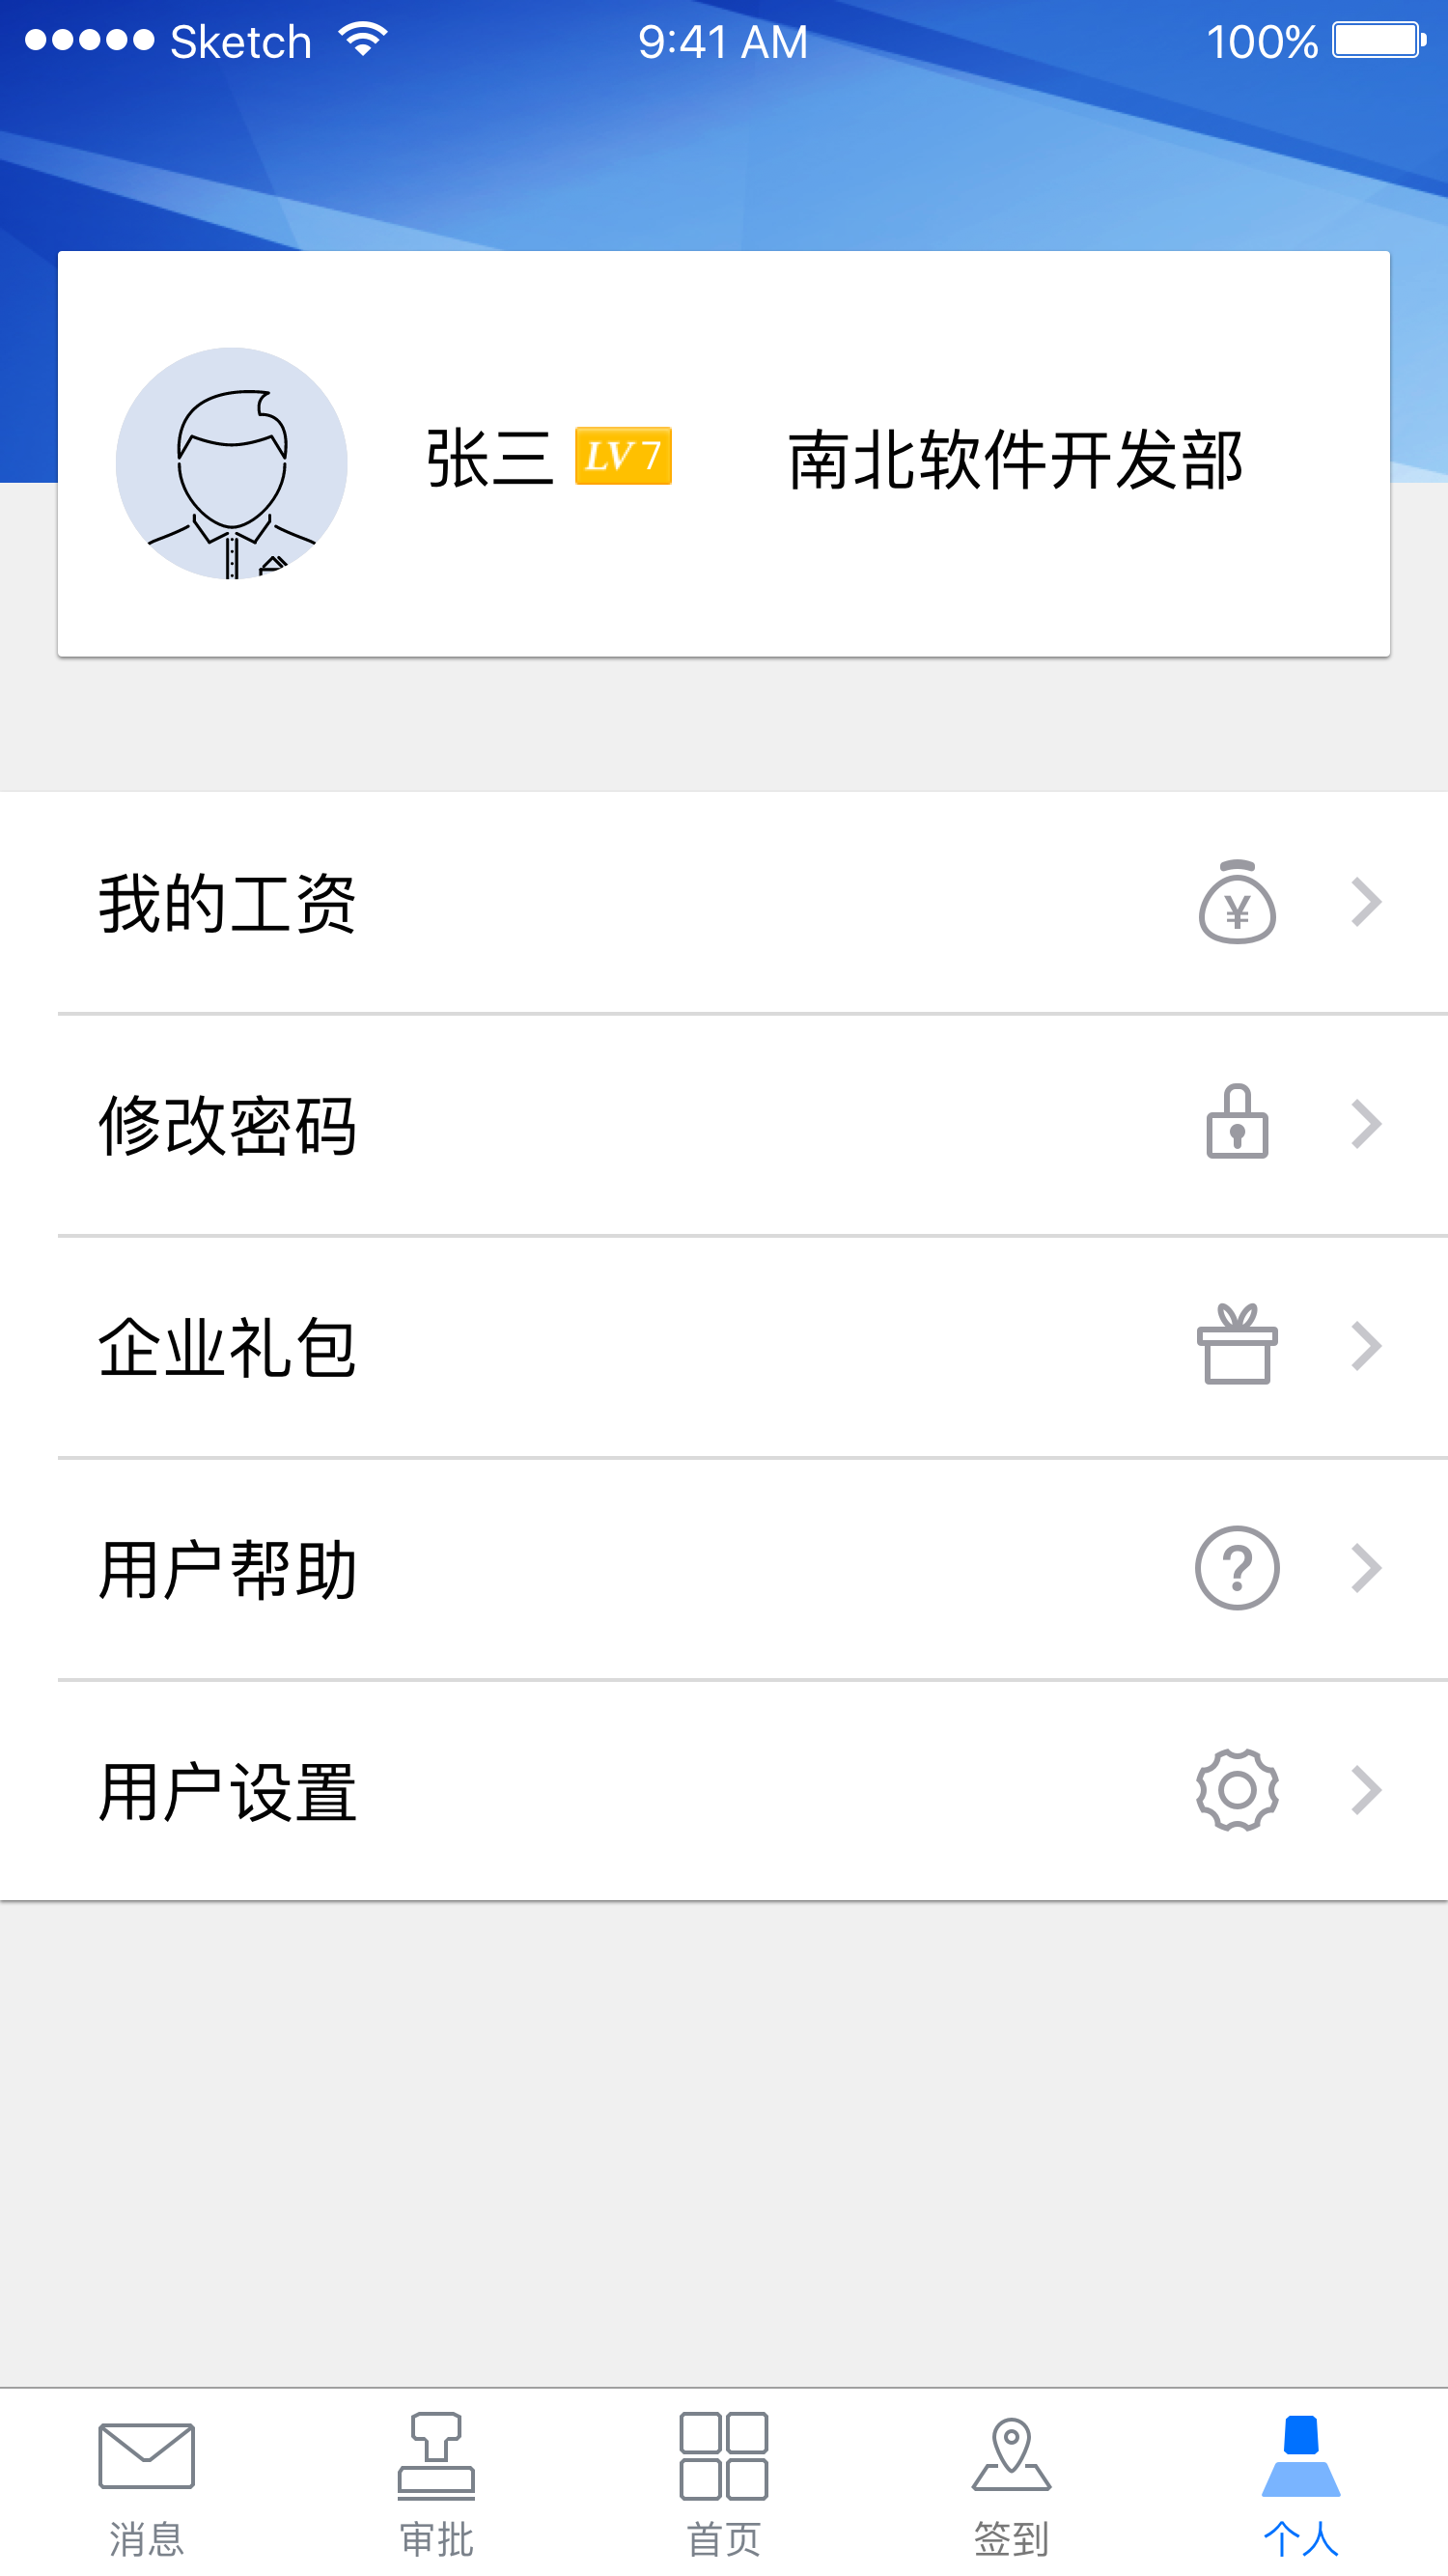 Sketch 9:41 AM 100%
张三 LV 7 南北软件开发部
我的工资 ¥
修改密码
企业礼包
用户帮助 ?
用户设置
消息 审批 首页 签到 个人